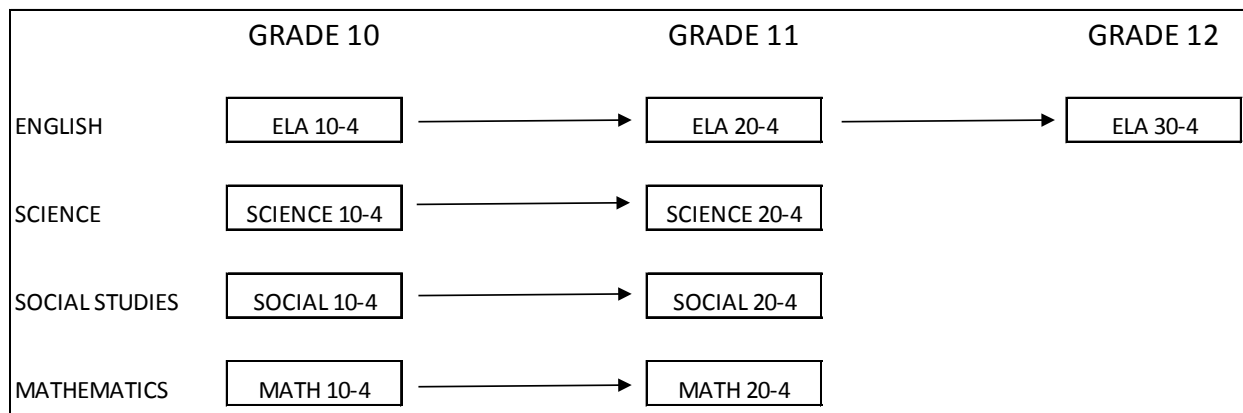 GRADE 10 GRADE 11 GRADE 12
ENGLISH ELA 10-4 ELA 20-4 ELA 30-4
SCIENCE SCIENCE 10-4 SCIENCE 20-4
SOCIAL STUDIES SOCIAL 10-4 SOCIAL 20-4
MATHEMATICS MATH 10-4 MATH 20-4